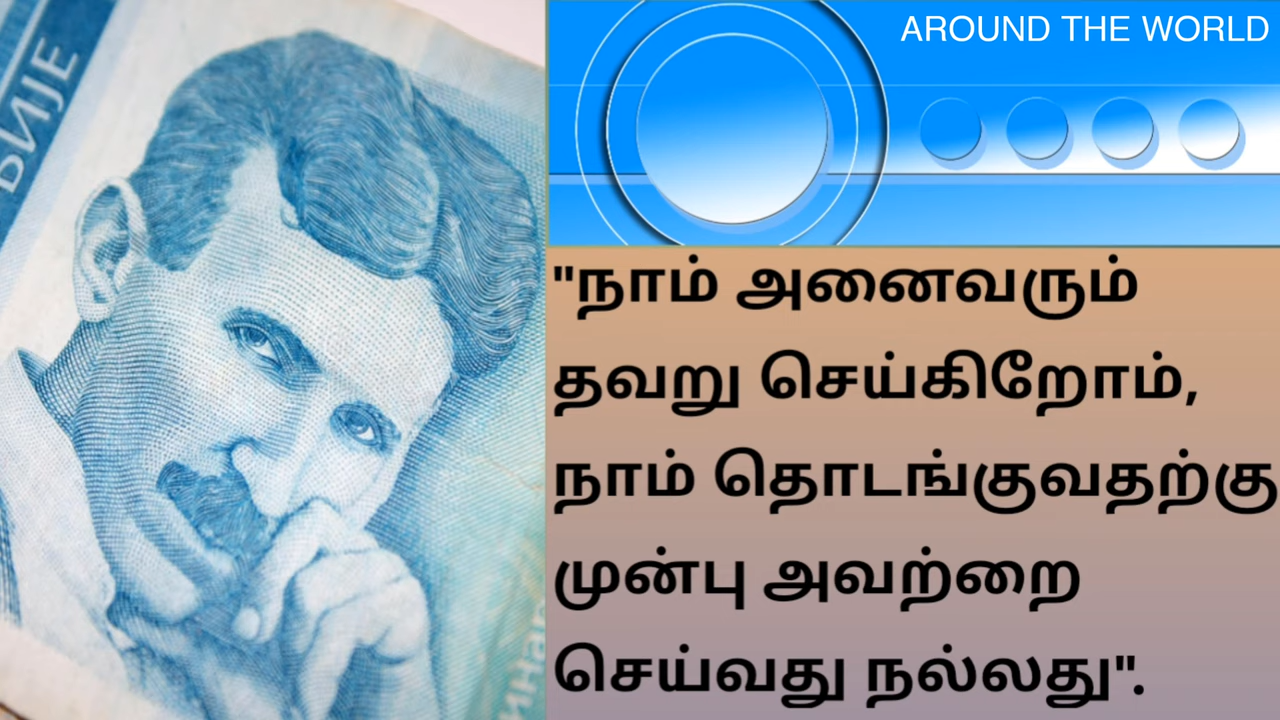 AROUND THE WORLD
"நாம் அனைவரும்
தவறு செய்கிறோம்,
நாம் தொடங்குவதற்கு
முன்பு அவற்றை
செய்வது நல்லது".